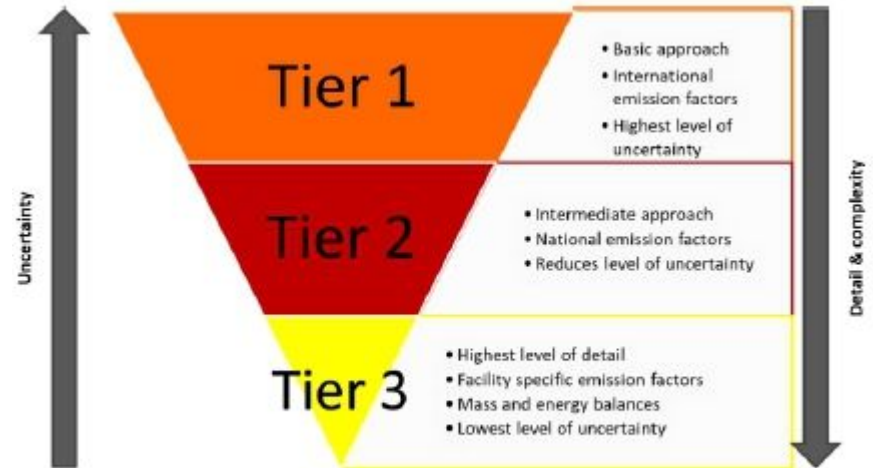 Tier 1
• Basic approach
• International
emission factors
• Highest level of
uncertainty
Tier 2
• Intermediate approach
• National emission factors
• Reduces level of uncertainty
Tier 3
• Highest level of detail
• Facility specific emission factors
• Mass and energy balances
• Lowest level of uncertainty
Uncertainty
Detail & complexity